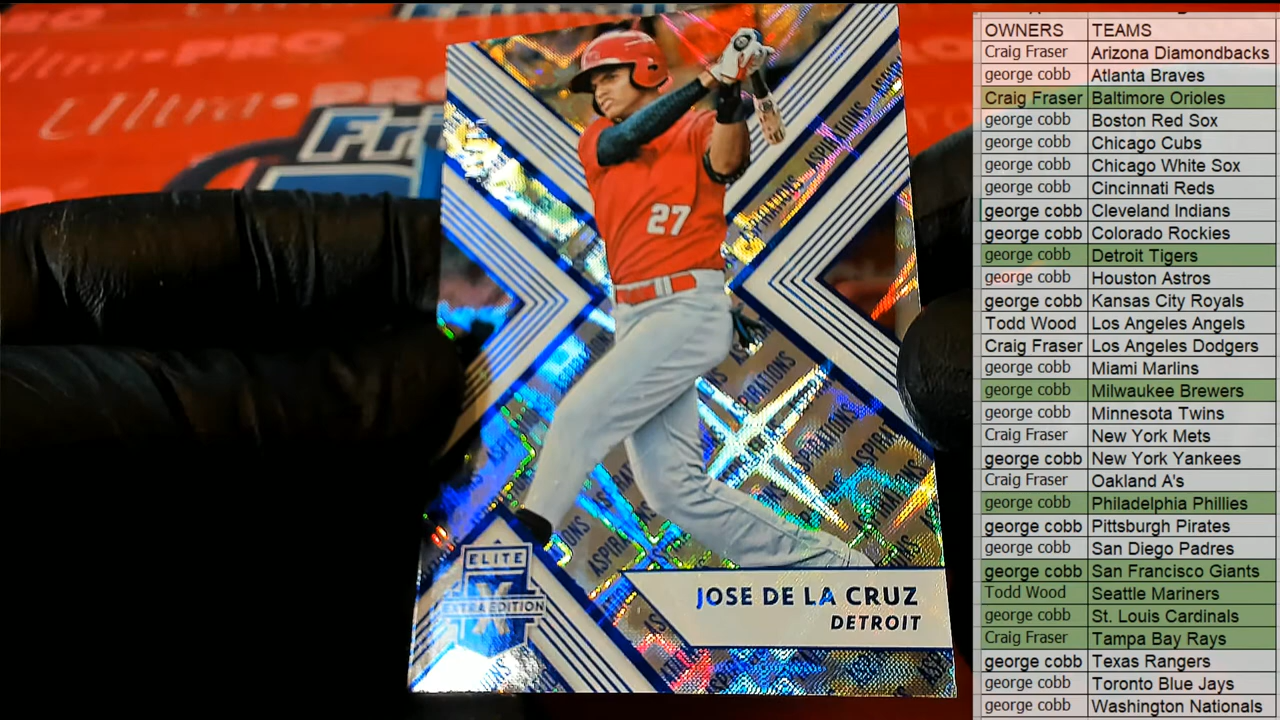 Ultra·PRO
27
ASPIRATIONS
ASPIRATIONS
ASPIRATIONS
ASPIRATIONS
ELITE
X
EXTRA EDITION
JOSE DE LA CRUZ
DETROIT
OWNERS TEAMS
Craig Fraser Arizona Diamondbacks
george cobb Atlanta Braves
Craig Fraser Baltimore Orioles
george cobb Boston Red Sox
george cobb Chicago Cubs
george cobb Chicago White Sox
george cobb Cincinnati Reds
george cobb Cleveland Indians
george cobb Colorado Rockies
george cobb Detroit Tigers
george cobb Houston Astros
george cobb Kansas City Royals
Todd Wood Los Angeles Angels
Craig Fraser Los Angeles Dodgers
george cobb Miami Marlins
george cobb Milwaukee Brewers
george cobb Minnesota Twins
Craig Fraser New York Mets
george cobb New York Yankees
Craig Fraser Oakland A's
george cobb Philadelphia Phillies
george cobb Pittsburgh Pirates
george cobb San Diego Padres
george cobb San Francisco Giants
Todd Wood Seattle Mariners
george cobb St. Louis Cardinals
Craig Fraser Tampa Bay Rays
george cobb Texas Rangers
george cobb Toronto Blue Jays
george cobb Washington Nationals